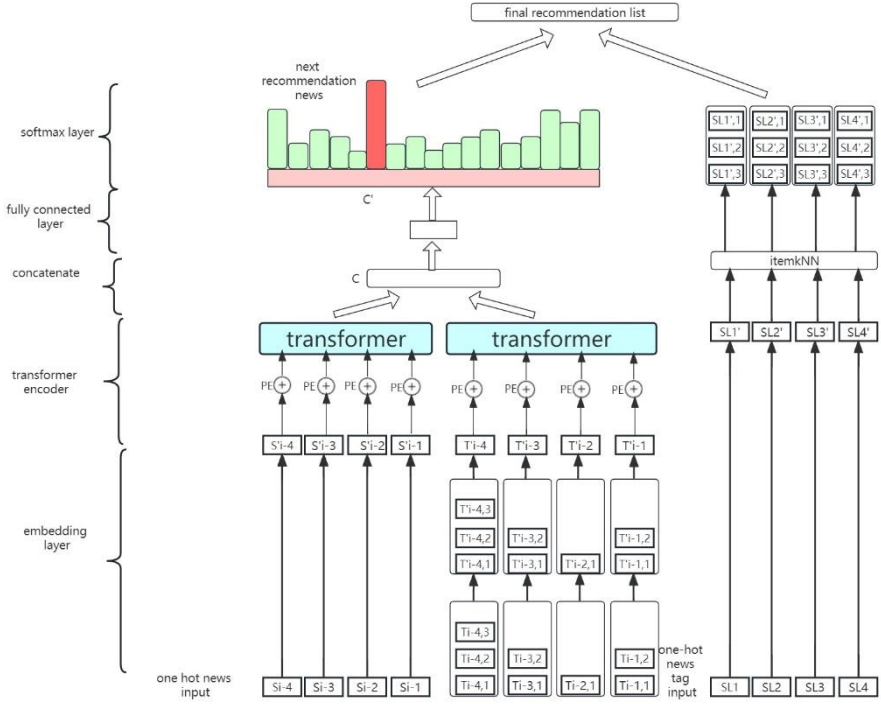 final recommendation list
next
recommendation
news
softmax layer
SL1',1 SL2',1 SL3',1 SL4',1
SL1',2 SL2',2 SL3',2 SL4',2
SL1',3 SL2',3 SL3',3 SL4',3
C'
fully connected
layer
concatenate
C
itemkNN
transformer transformer
SL1' SL2' SL3' SL4'
transformer
encoder
PE + PE + PE + PE + PE + PE + PE + PE +
S'i-4 S'i-3 S'i-2 S'i-1 T'i-4 T'i-3 T'i-2 T'i-1
embedding
layer
T'i-4,3
T'i-4,2 T'i-3,2 T'i-1,2
T'i-4,1 T'i-3,1 T'i-2,1 T'i-1,1
Ti-4,3
Ti-4,2 Ti-3,2 Ti-1,2
Ti-4,1 Ti-3,1 Ti-2,1 Ti-1,1
one hot news
input
Si-4 Si-3 Si-2 Si-1
one-hot
news
tag
input
SL1 SL2 SL3 SL4